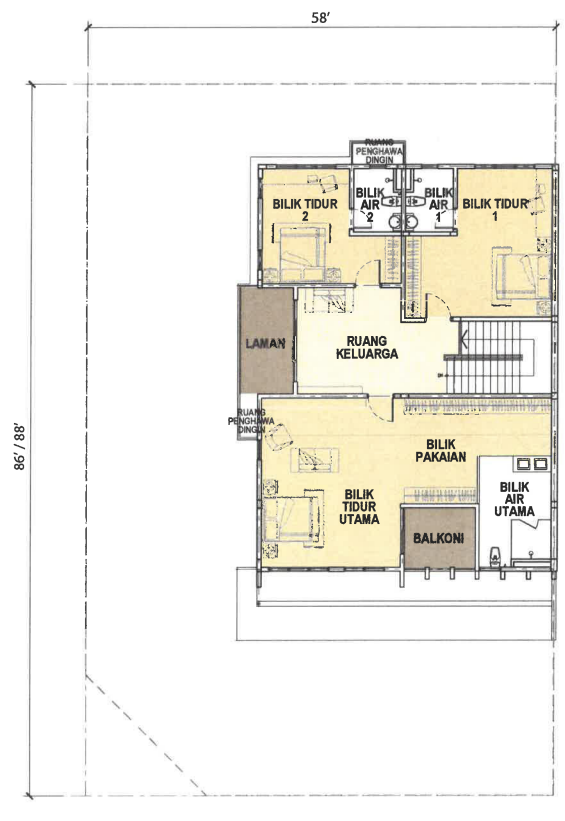 58’
RUANG
PENGHAWA
DINGIN
BILIK TIDUR
2
BILIK
AIR
2
BILIK
AIR
1
BILIK TIDUR
1
LAMAN
RUANG
KELUARGA
RUANG
PENGHAWA
DINGIN
86’ / 88’
BILIK
PAKAIAN
BILIK
TIDUR
UTAMA
BILIK
AIR
UTAMA
BALKONI